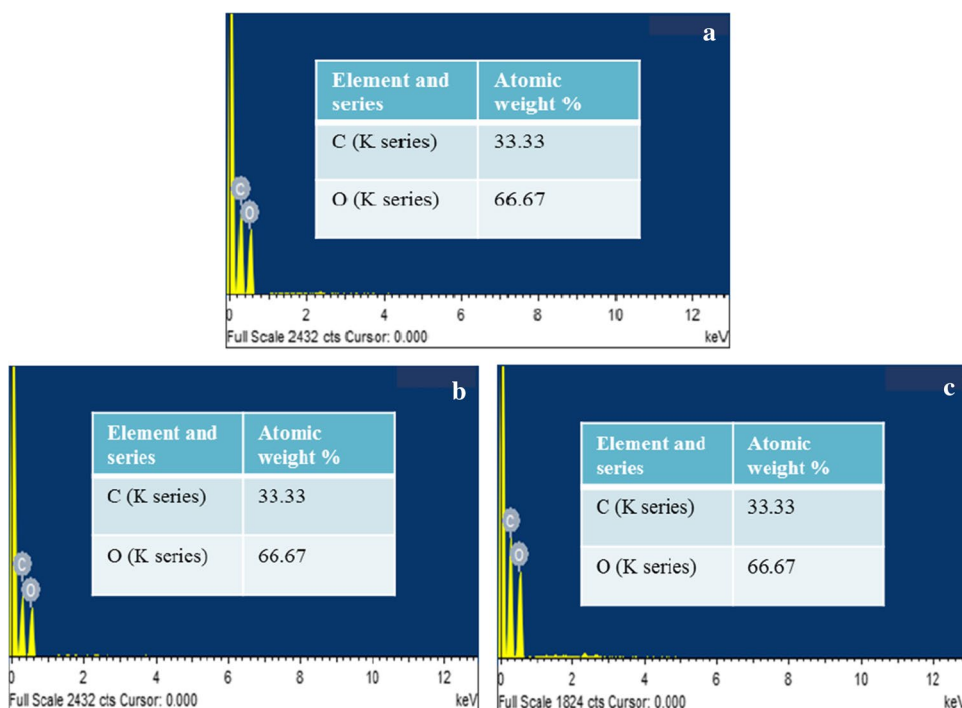 a
Element and series Atomic weight %
C (K series) 33.33
O (K series) 66.67
C
O
0 2 4 6 8 10 12
Full Scale 2432 cts Cursor: 0.000 keV
b
Element and series Atomic weight %
C (K series) 33.33
O (K series) 66.67
C
O
0 2 4 6 8 10 12
Full Scale 2432 cts Cursor: 0.000 keV
c
Element and series Atomic weight %
C (K series) 33.33
O (K series) 66.67
C
O
0 2 4 6 8 10 12
Full Scale 1824 cts Cursor: 0.000 keV